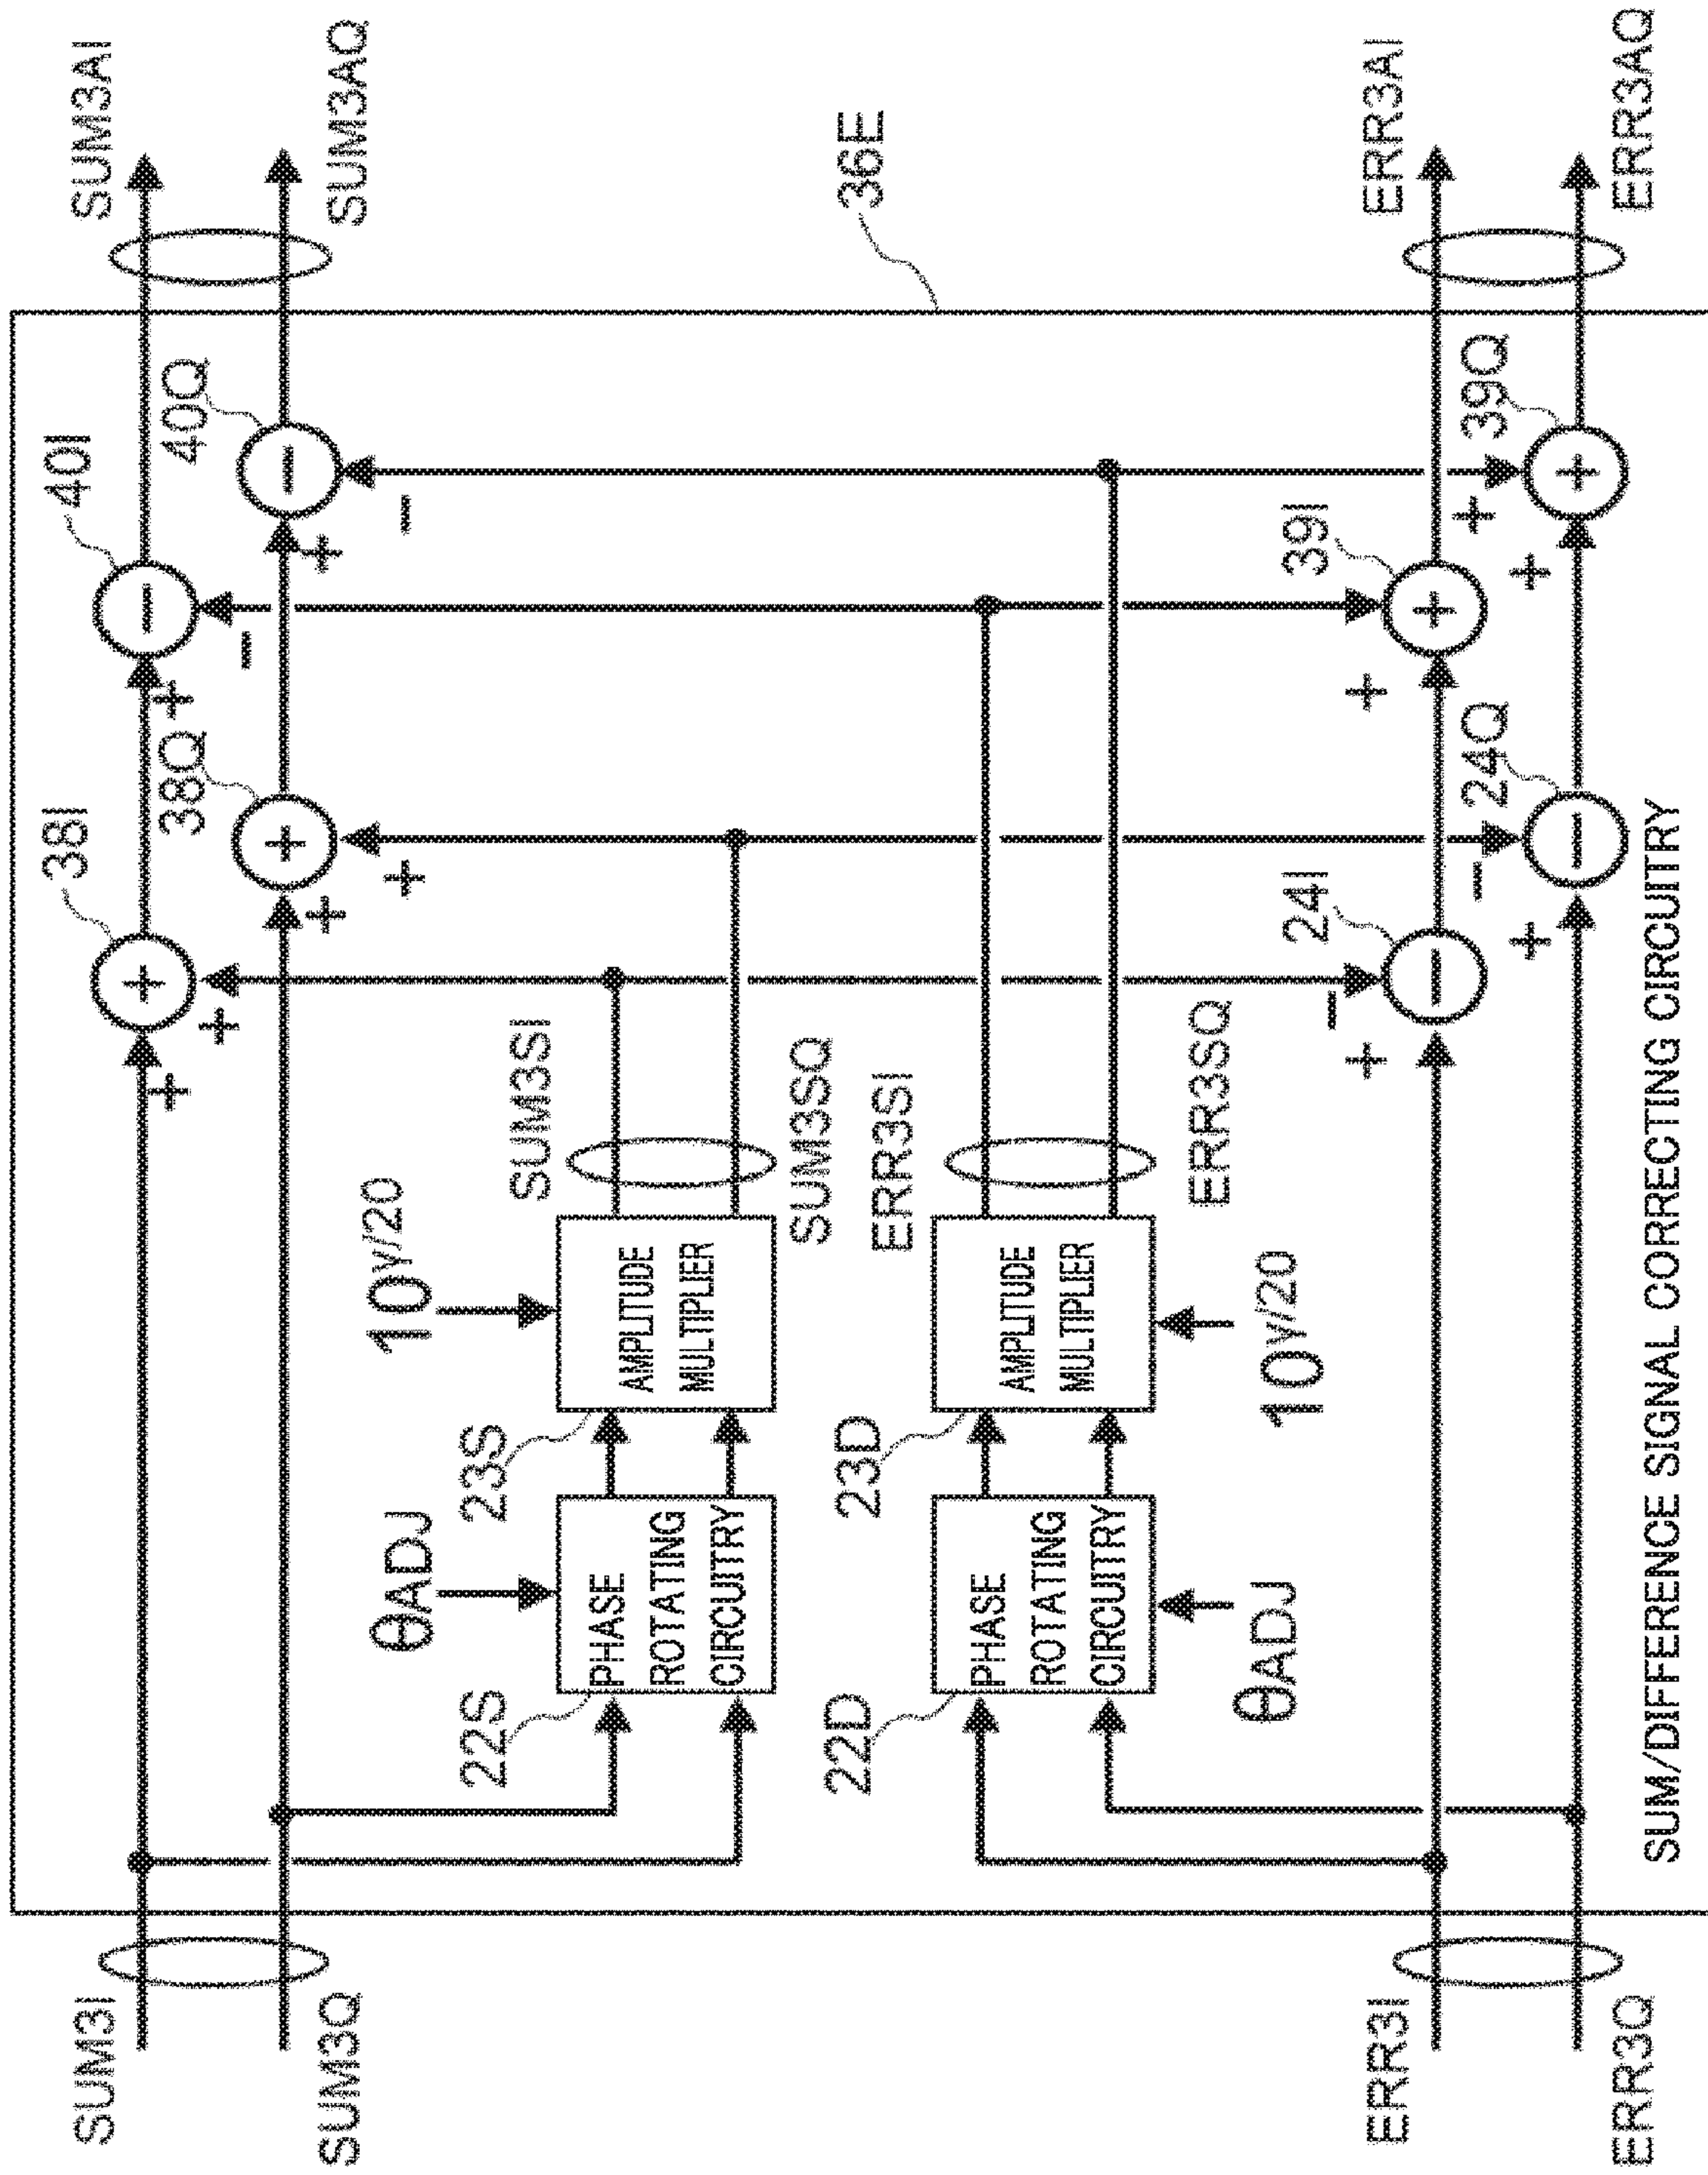 SUM3I
SUM3Q
ERR3I
ERR3Q
22S
PHASE
ROTATING
CIRCUITRY
θADJ
22D
PHASE
ROTATING
CIRCUITRY
θADJ
23S
AMPLITUDE
MULTIPLIER
10γ/20
23D
AMPLITUDE
MULTIPLIER
10γ/20
SUM3SI
SUM3SQ
ERR3SI
ERR3SQ
38I
+
+
+
38Q
+
+
+
24I
−
+
−
24Q
−
+
−
40I
−
+
−
40Q
−
+
−
39I
+
+
39Q
+
+
+
SUM3AI
SUM3AQ
36E
ERR3AI
ERR3AQ
SUM/DIFFERENCE SIGNAL CORRECTING CIRCUITRY